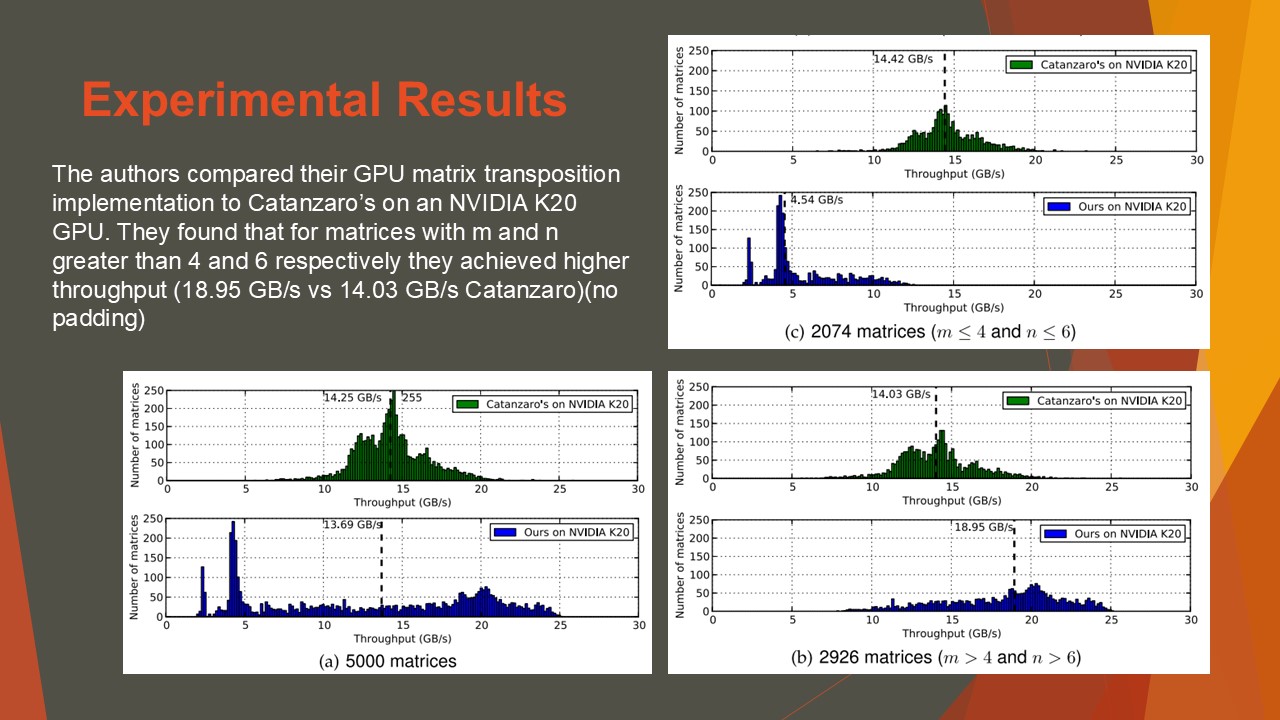 Experimental Results
The authors compared their GPU matrix transposition
implementation to Catanzaro’s on an NVIDIA K20
GPU. They found that for matrices with m and n
greater than 4 and 6 respectively they achieved higher
throughput (18.95 GB/s vs 14.03 GB/s Catanzaro)(no
padding)
Number of matrices
250
200
150
100
50
0
14.42 GB/s
Catanzaro's on NVIDIA K20
0 5 10 15 20 25 30
Throughput (GB/s)
Number of matrices
250
200
150
100
50
0
4.54 GB/s
Ours on NVIDIA K20
0 5 10 15 20 25 30
Throughput (GB/s)
(c) 2074 matrices (m ≤ 4 and n ≤ 6)
Number of matrices
250
200
150
100
50
0
14.25 GB/s 255
Catanzaro's on NVIDIA K20
0 5 10 15 20 25 30
Throughput (GB/s)
Number of matrices
250
200
150
100
50
0
13.69 GB/s
Ours on NVIDIA K20
0 5 10 15 20 25 30
Throughput (GB/s)
(a) 5000 matrices
Number of matrices
250
200
150
100
50
0
14.03 GB/s
Catanzaro's on NVIDIA K20
0 5 10 15 20 25 30
Throughput (GB/s)
Number of matrices
250
200
150
100
50
0
18.95 GB/s
Ours on NVIDIA K20
0 5 10 15 20 25 30
Throughput (GB/s)
(b) 2926 matrices (m > 4 and n > 6)